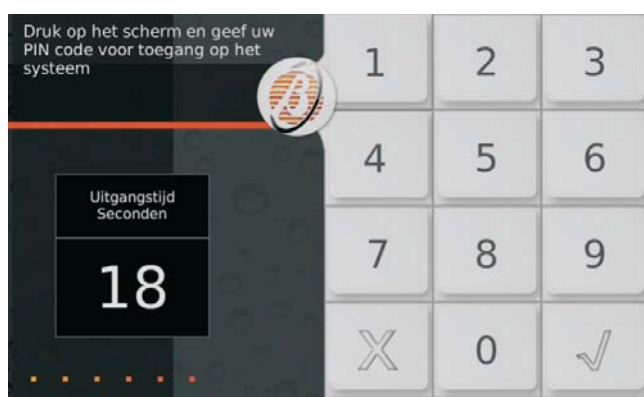 Druk op het scherm en geef uw
PIN code voor toegang op het
systeem
1 2 3
4 5 6
Uitgangstijd
Seconden
18
7 8 9
X 0 √